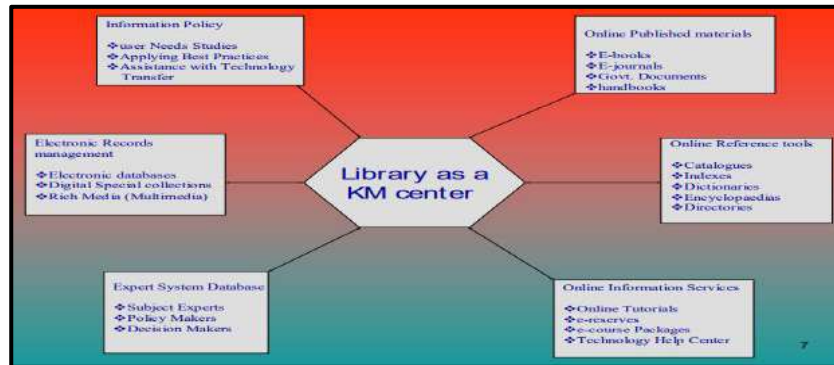 Information Policy
❖user Needs Studies
❖Applying Best Practices
❖Assistance with Technology
Transfer
Online Published materials
❖E-books
❖E-journals
❖Govt. Documents
❖handbooks
Electronic Records
management
❖Electronic databases
❖Digital Special collections
❖Rich Media (Multimedia)
Library as a
KM center
Online Reference tools
❖Catalogues
❖Indexes
❖Dictionaries
❖Encyclopaedias
❖Directories
Expert System Database
❖Subject Experts
❖Policy Makers
❖Decision Makers
Online Information Services
❖Online Tutorials
❖e-reserves
❖e-course Packages
❖Technology Help Center
7